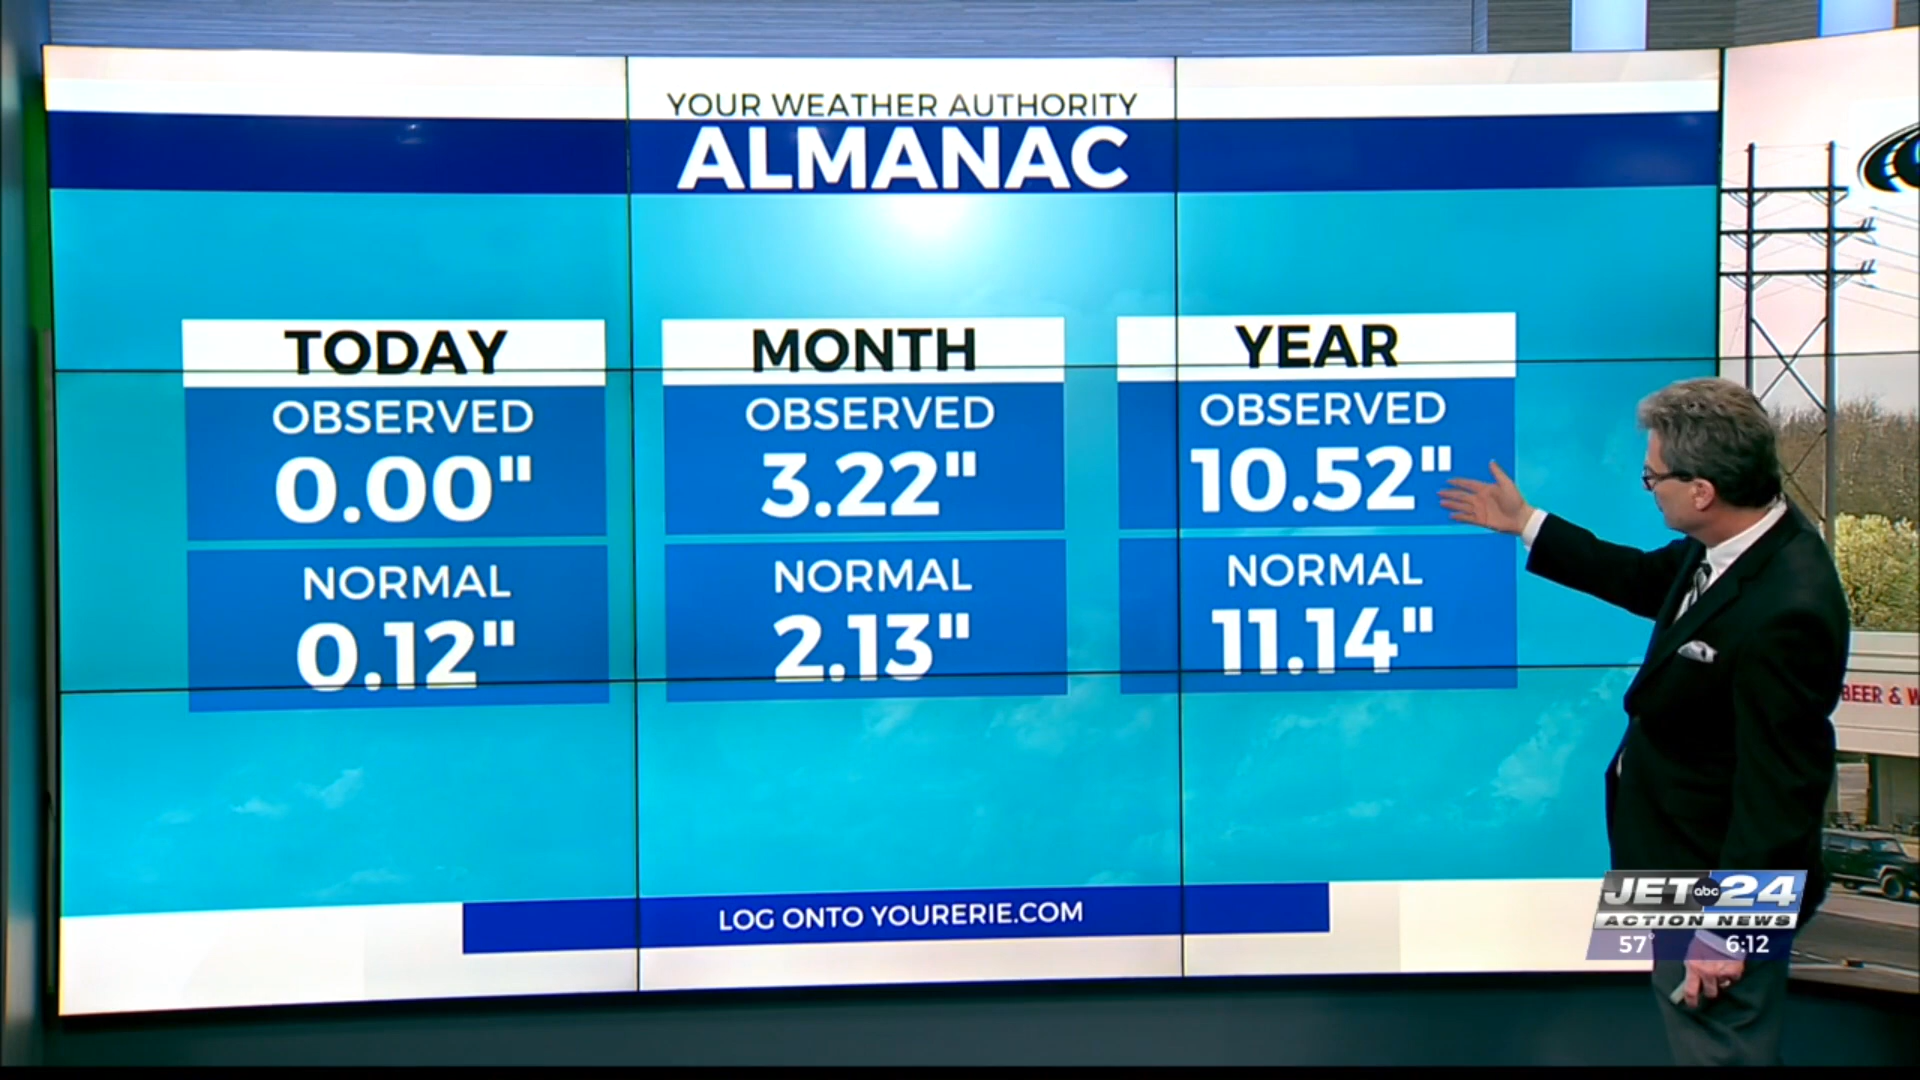 YOUR WEATHER AUTHORITY
ALMANAC
TODAY
OBSERVED
0.00"
NORMAL
0.12"
MONTH
OBSERVED
3.22"
NORMAL
2.13"
YEAR
OBSERVED
10.52"
NORMAL
11.14"
BEER & W
LOG ONTO YOURERIE.COM
JET abc 24
ACTION NEWS
57° 6:12